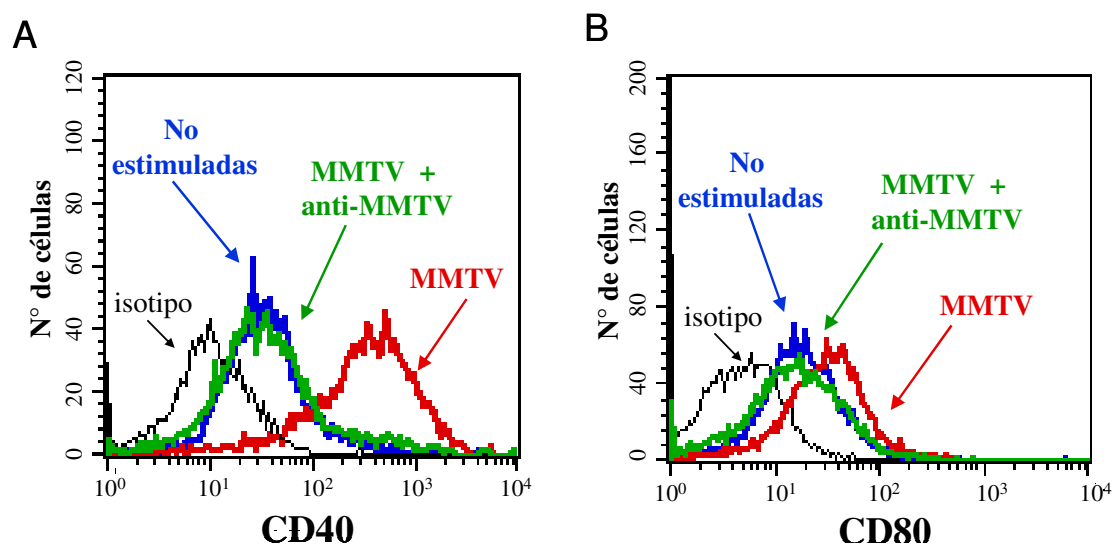 A
B
N° de células
120
100
80
60
40
20
0
No
estimuladas
MMTV +
anti-MMTV
MMTV
isotipo
10⁰
10¹
10²
10³
10⁴
CD40
N° de células
200
160
120
80
40
0
No
estimuladas
MMTV +
anti-MMTV
MMTV
isotipo
10⁰
10¹
10²
10³
10⁴
CD80